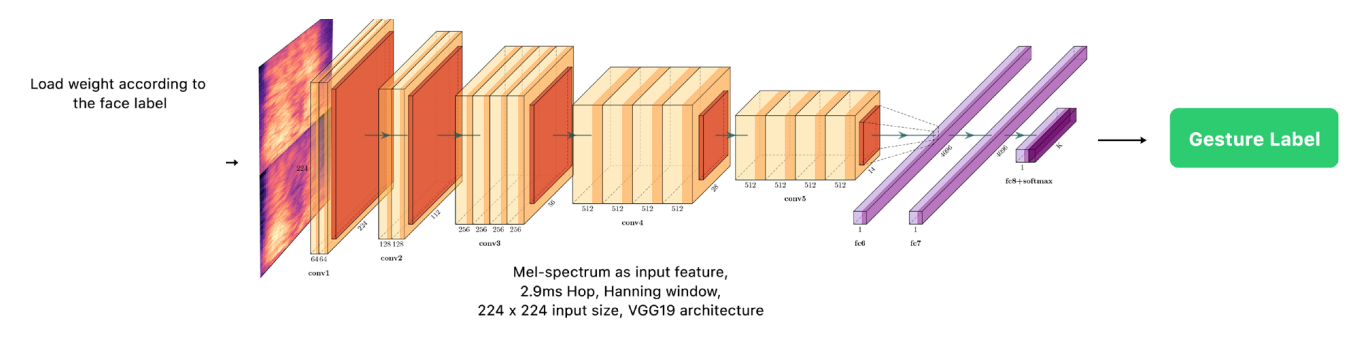 Load weight according to
the face label
224
64 64
conv1
224
128 128
conv2
112
256 256 256 256
conv3
56
512 512 512 512
conv4
28
512 512 512 512
conv5
14
1
fc6
4096
1
fc7
4096
1
fc8+softmax
K
Gesture Label
Mel-spectrum as input feature,
2.9ms Hop, Hanning window,
224 x 224 input size, VGG19 architecture